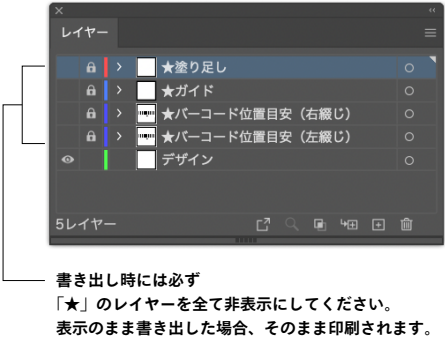 レイヤー
★塗り足し
★ガイド
★バーコード位置目安（右綴じ）
★バーコード位置目安（左綴じ）
デザイン
5レイヤー
書き出し時には必ず
「★」のレイヤーを全て非表示にしてください。
表示のまま書き出した場合、そのまま印刷されます。